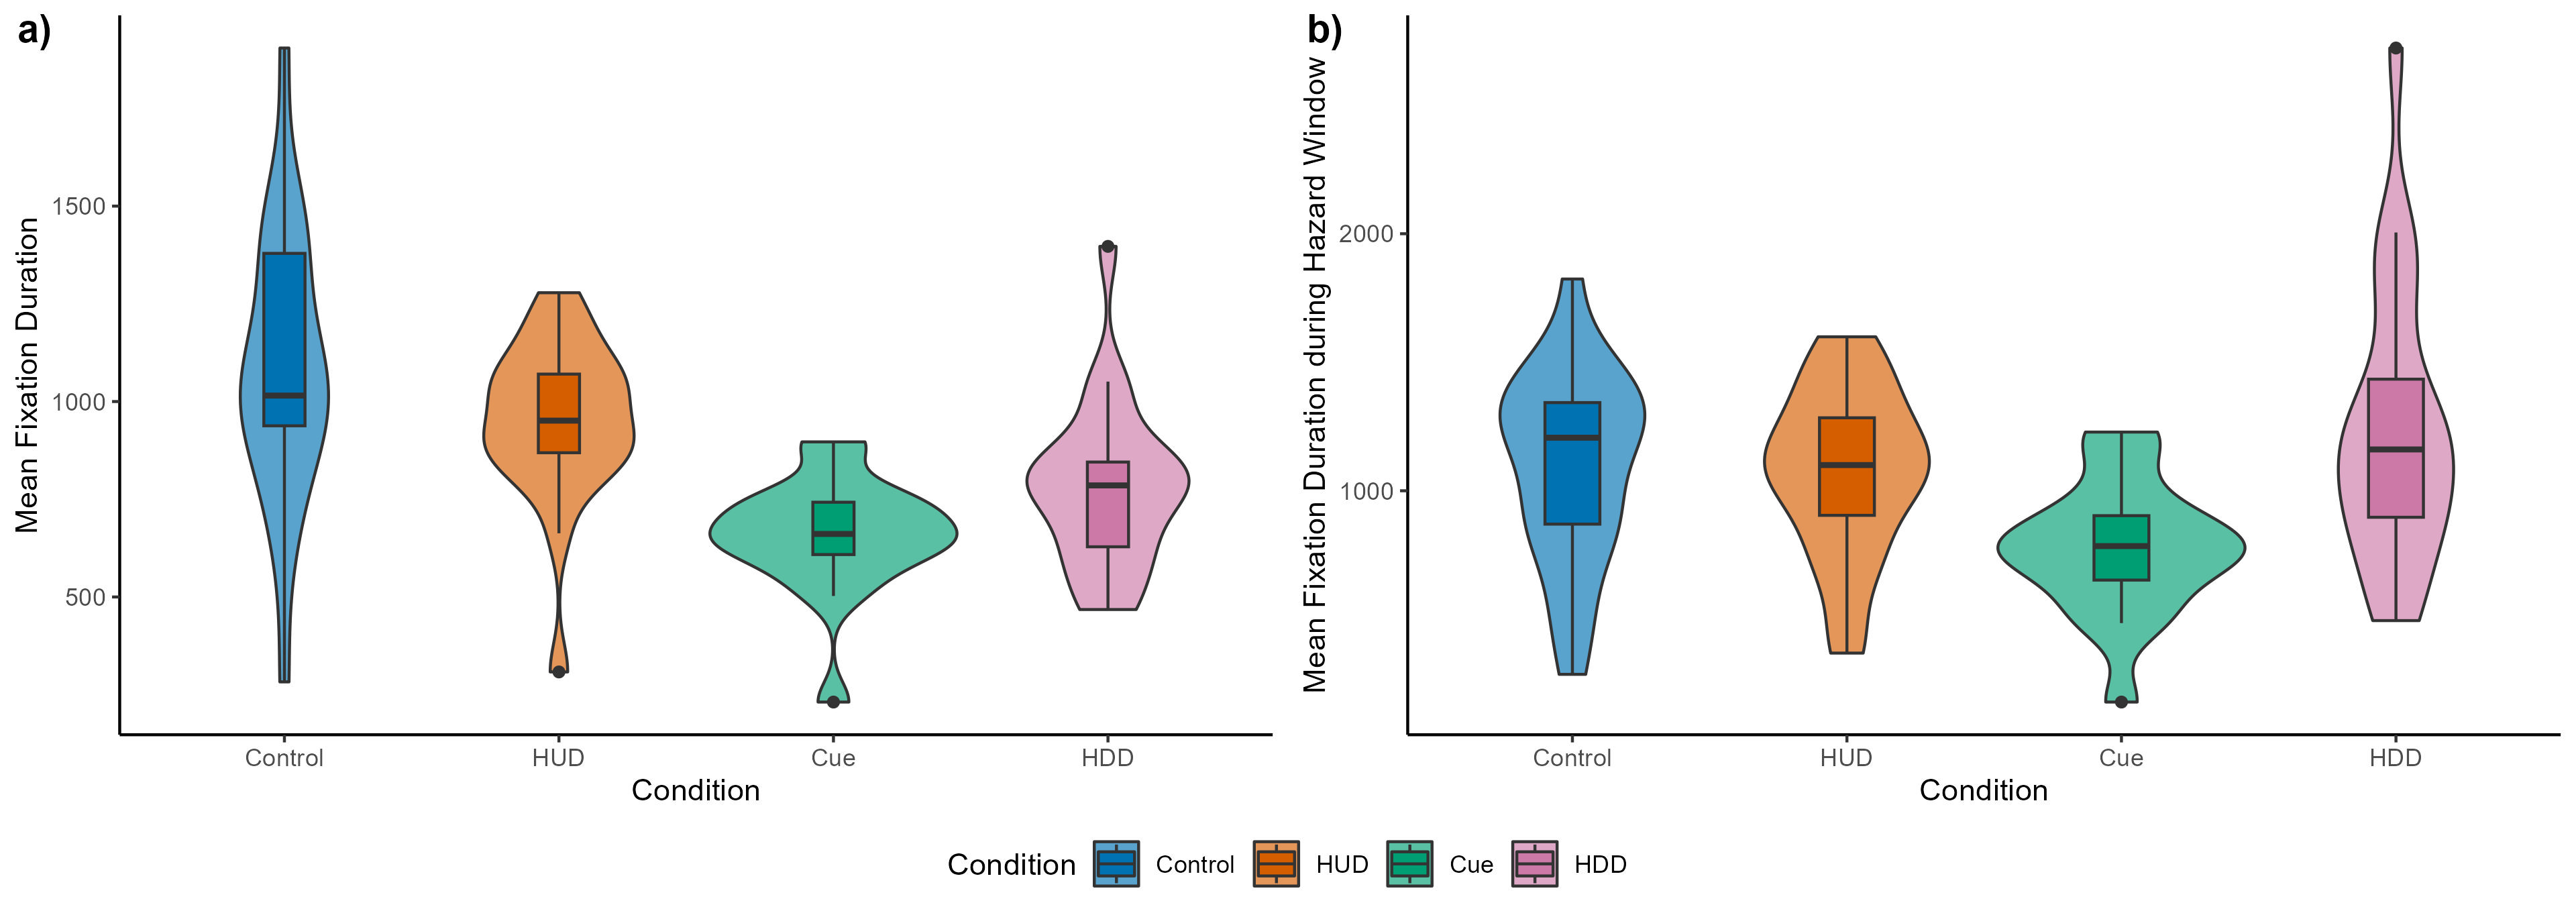 a)
Mean Fixation Duration
1500
1000
500
Control HUD Cue HDD
Condition
b)
Mean Fixation Duration during Hazard Window
2000
1000
Control HUD Cue HDD
Condition
Condition Control HUD Cue HDD